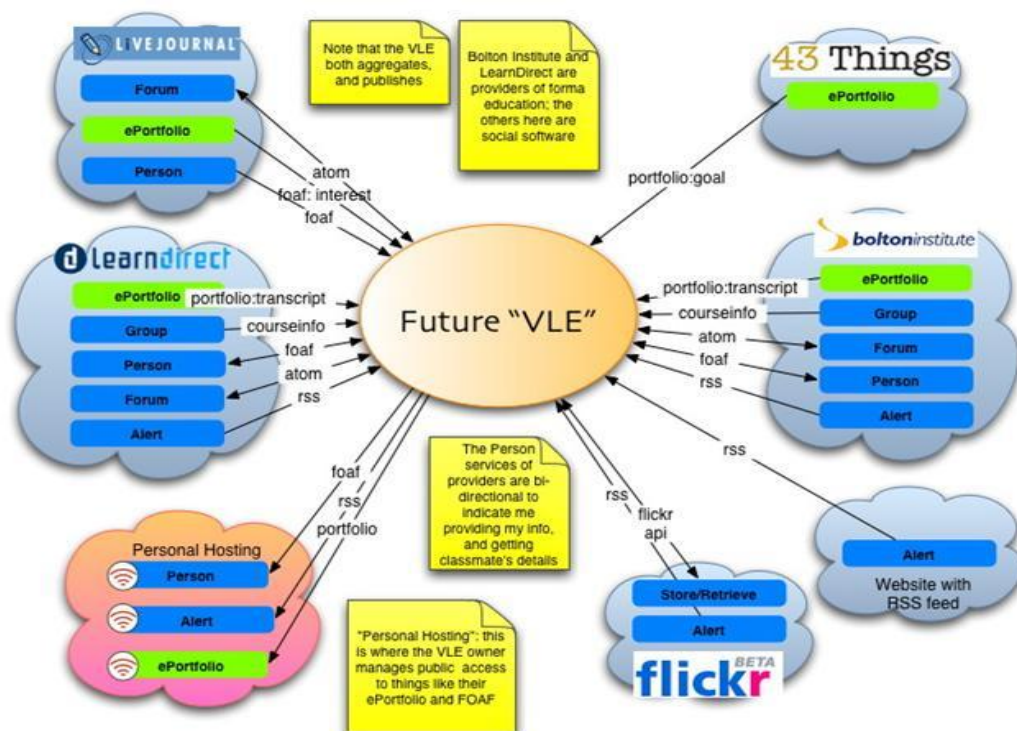 LiVEJOURNAL™
Forum
ePortfolio
Person
Note that the VLE
both aggregates,
and publishes
Bolton Institute and
LearnDirect are
providers of forma
education; the
others here are
social software
43 Things
ePortfolio
atom
foaf: interest
foaf
portfolio:goal
learndirect
ePortfolio
Group
Person
Forum
Alert
portfolio:transcript
courseinfo
foaf
atom
rss
Future “VLE”
boltoninstitute
ePortfolio
Group
Forum
Person
Alert
portfolio:transcript
courseinfo
atom
foaf
rss
foaf
rss
portfolio
Personal Hosting
Person
Alert
ePortfolio
The Person
services of
providers are bi-
directional to
indicate me
providing my info,
and getting
classmate's details
"Personal Hosting": this
is where the VLE owner
manages public access
to things like their
ePortfolio and FOAF
rss
flickr
api
Store/Retrieve
Alert
flickr
BETA
rss
Alert
Website with
RSS feed